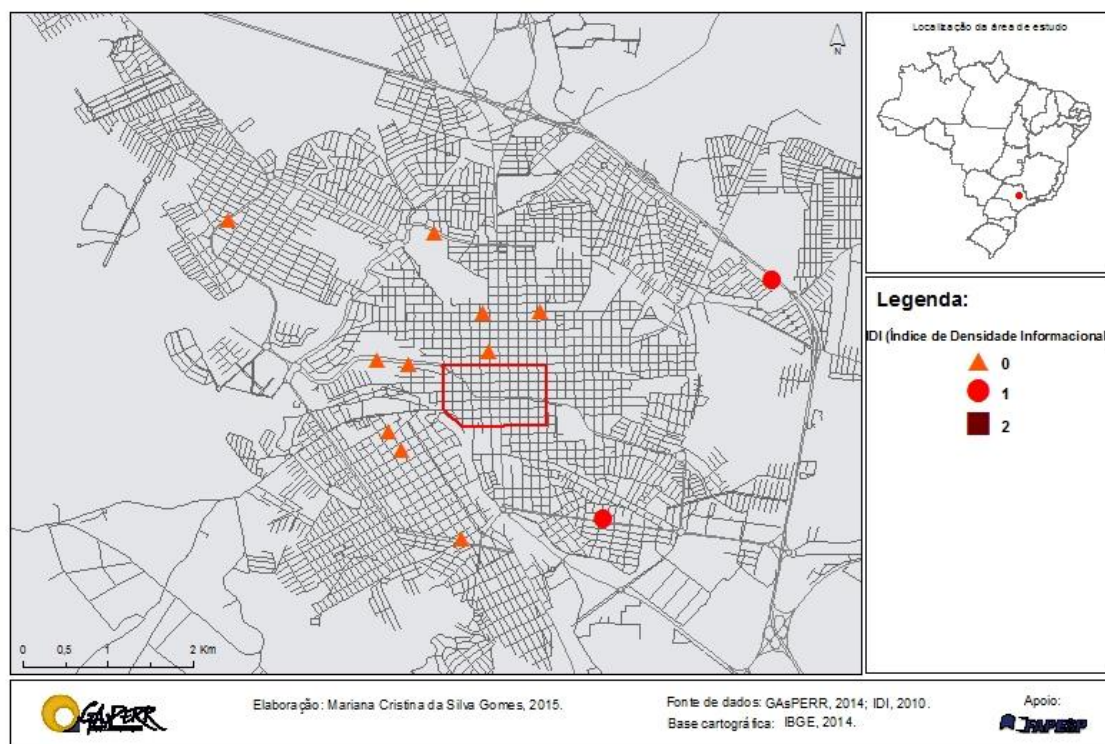 Localização da área de estudo
N
Legenda:
IDI (Índice de Densidade Informacional
0
1
2
0 0,5 1 2 Km
GAsPERR
Elaboração: Mariana Cristina da Silva Gomes, 2015.
Fonte de dados: GAsPERR, 2014; IDI, 2010.
Base cartográfica: IBGE, 2014.
Apoio:
FAPESP